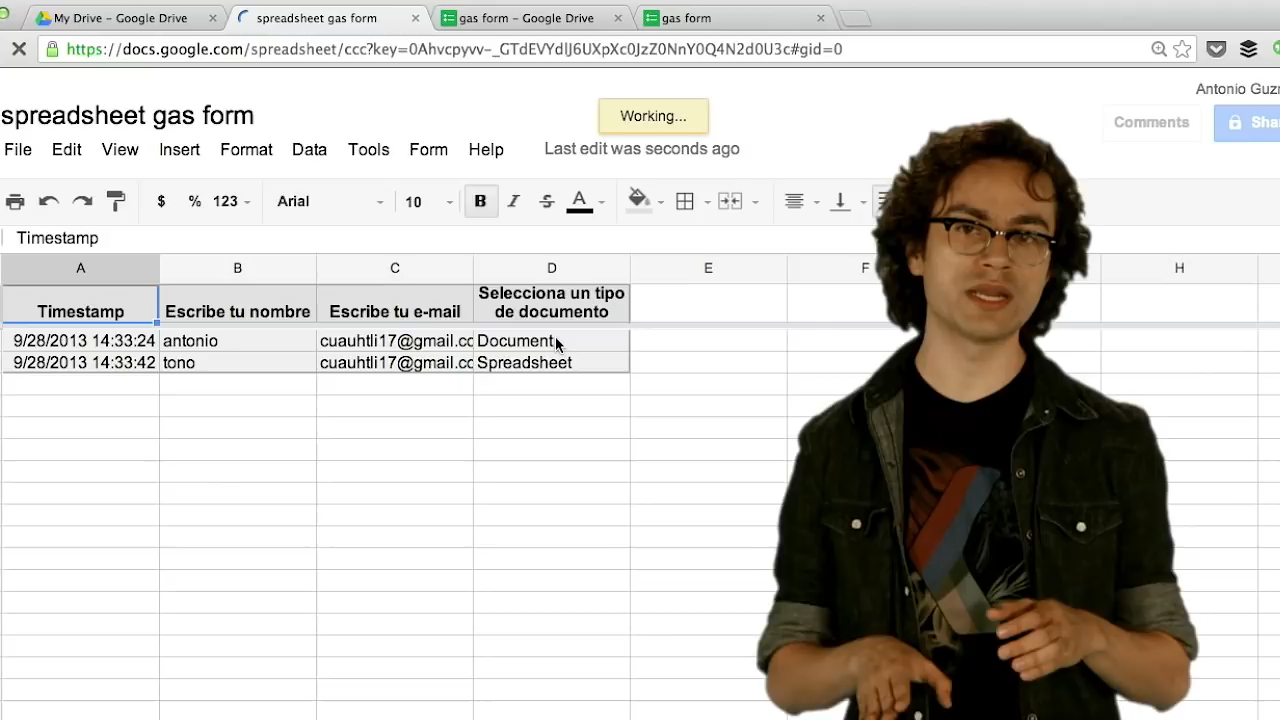 My Drive – Google Drive
spreadsheet gas form
gas form – Google Drive
gas form
https://docs.google.com/spreadsheet/ccc?key=0Ahvcpyvv-_GTdEVYdlJ6UXpXc0JzZ0NnY0Q4N2d0U3c#gid=0
Antonio Guzm
spreadsheet gas form
Working...
Comments
Shar
File Edit View Insert Format Data Tools Form Help
Last edit was seconds ago
$ % 123 Arial 10 B I S A
Timestamp
A B C D E F H
Timestamp
Escribe tu nombre
Escribe tu e-mail
Selecciona un tipo
de documento
9/28/2013 14:33:24 antonio cuauhtli17@gmail.cc Document
9/28/2013 14:33:42 tono cuauhtli17@gmail.cc Spreadsheet